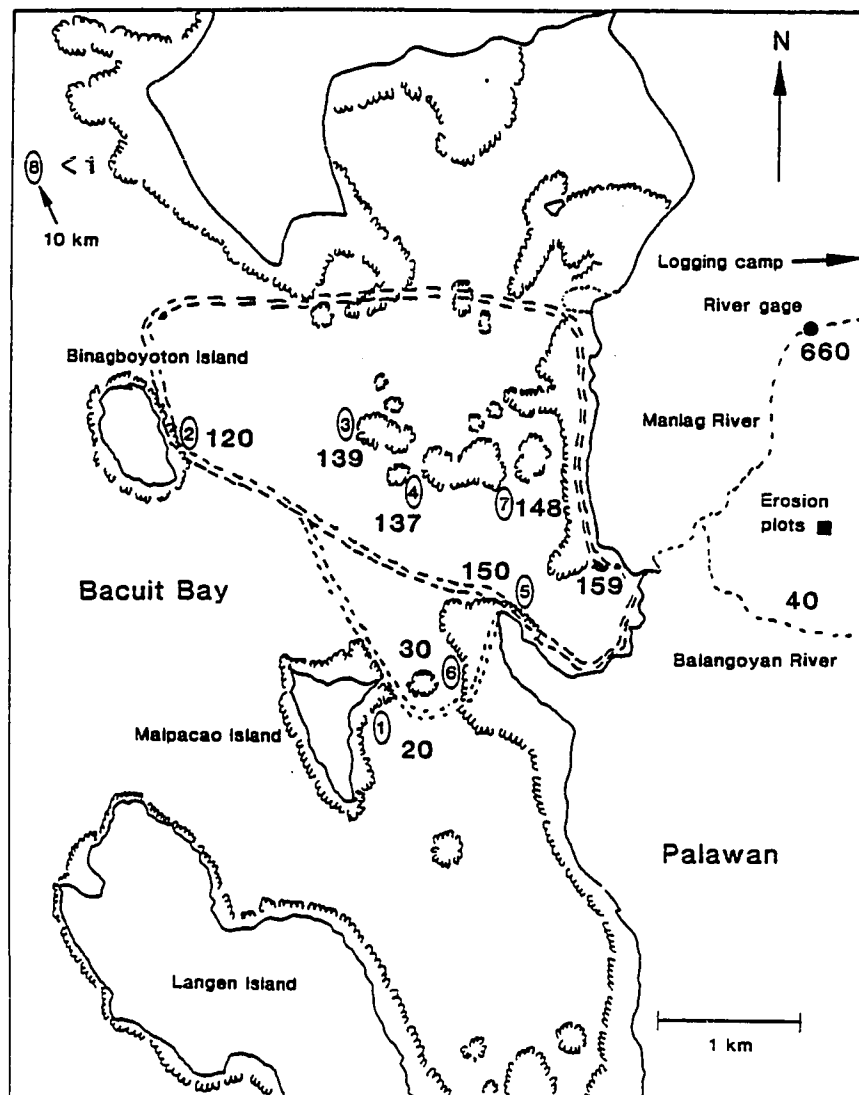 N
8 <i
10 km
Logging camp
River gage
660
Binagboyoton Island
Manlag River
2 120
3
139
4
137
7 148
Erosion
plots
150
5
159
40
Bacuit Bay
30
6
Balangoyan River
Malpacao Island
1
20
Palawan
Langen Island
1 km